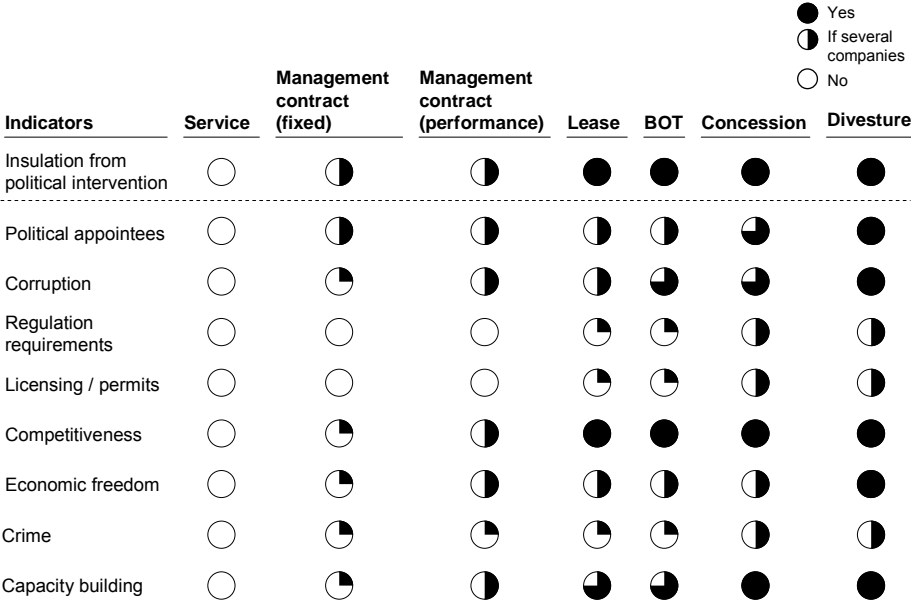 Yes
If several
companies
No
Management
contract
(fixed)
Management
contract
(performance)
Indicators
Service
Lease
BOT
Concession
Divesture
Insulation from
political intervention
Political appointees
Corruption
Regulation
requirements
Licensing / permits
Competitiveness
Economic freedom
Crime
Capacity building